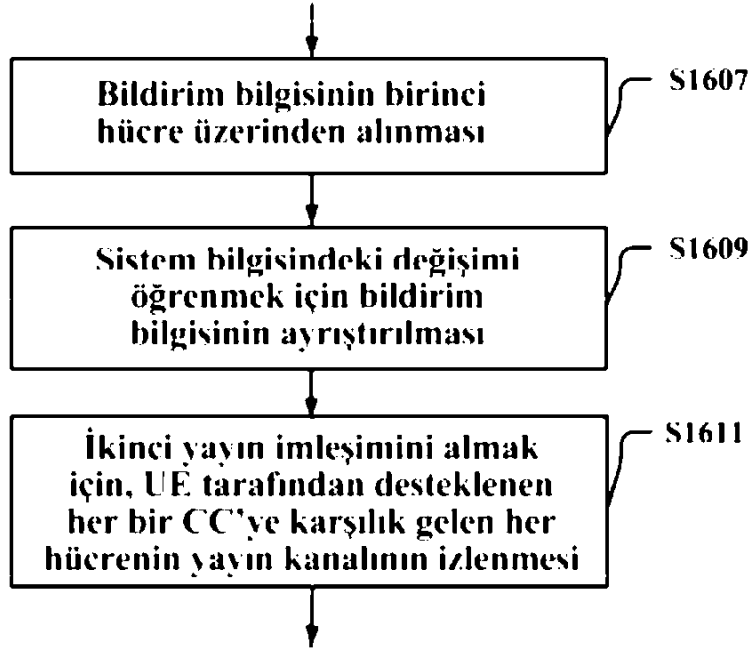 Bildirim bilgisinin birinci
hücre üzerinden alınması
S1607
Sistem bilgisindeki değişimi
öğrenmek için bildirim
bilgisinin ayrıştırılması
S1609
İkinci yayın imleşimini almak
için, UE tarafından desteklenen
her bir CC'ye karşılık gelen her
hücrenin yayın kanalının izlenmesi
S1611